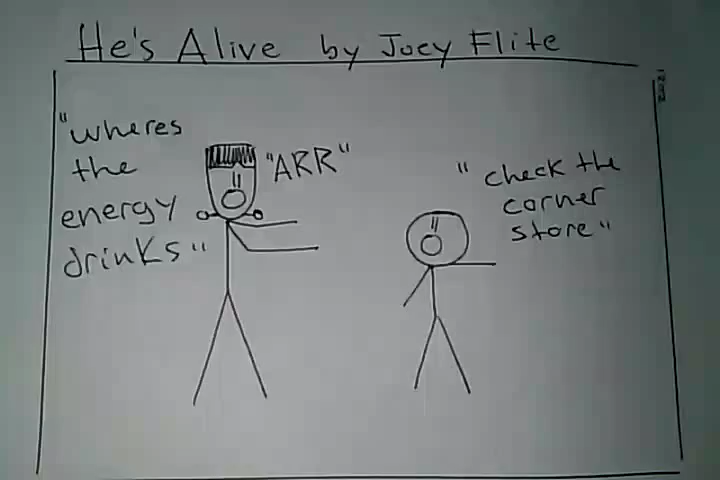 He's Alive by Joey Flite
"wheres
the
energy
drinks"
"ARR"
"check the
corner
store"